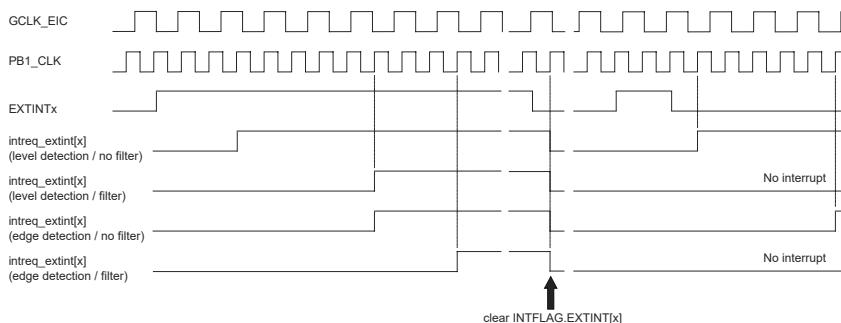 GCLK_EIC
PB1_CLK
EXTINTx
intreq_extint[x]
(level detection / no filter)
intreq_extint[x]
(level detection / filter)
No interrupt
intreq_extint[x]
(edge detection / no filter)
intreq_extint[x]
(edge detection / filter)
No interrupt
clear INTFLAG.EXTINT[x]